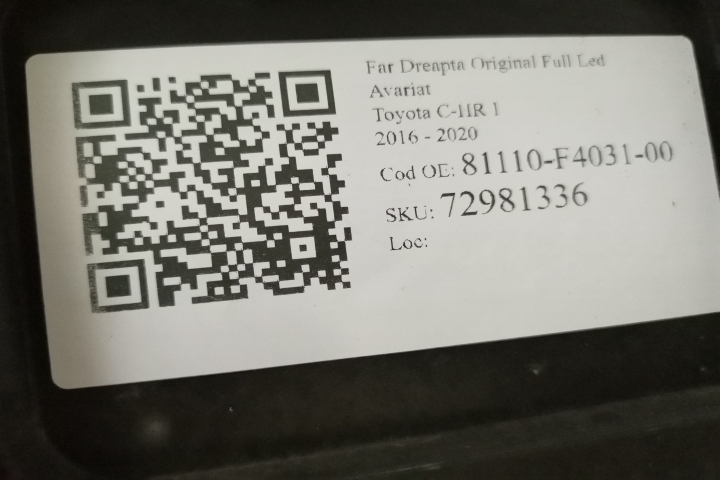 Far Dreapta Original Full Led
Avariat
Toyota C-HR I
2016 - 2020
Cod OE: 81110-F4031-00
SKU: 72981336
Loc: